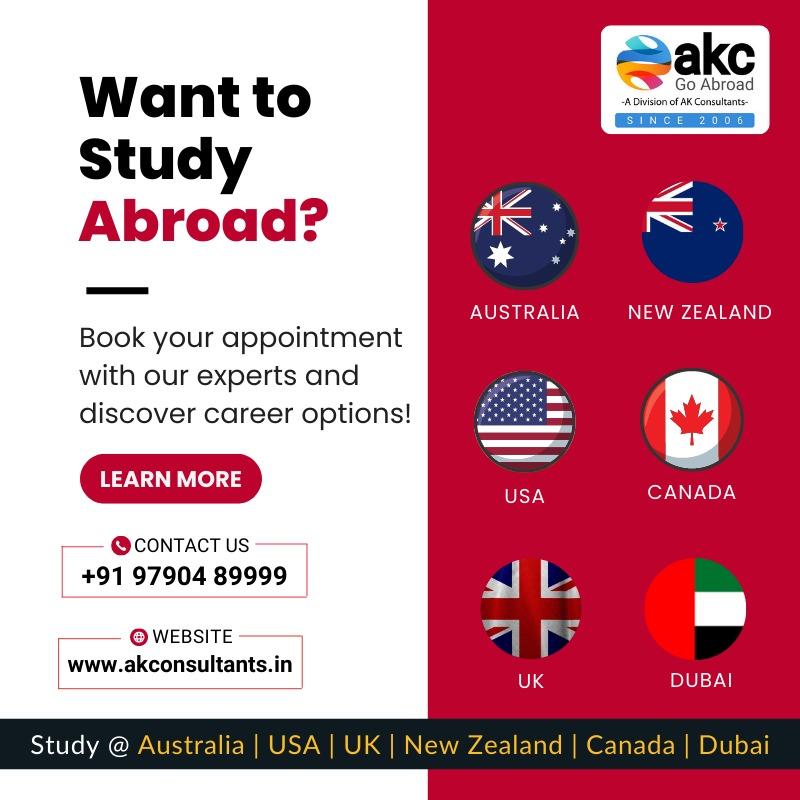 akc
Go Abroad
-A Division of AK Consultants-
SINCE 2006
Want to
Study
Abroad?
Book your appointment
with our experts and
discover career options!
LEARN MORE
CONTACT US
+91 97904 89999
WEBSITE
www.akconsultants.in
AUSTRALIA
NEW ZEALAND
USA
CANADA
UK
DUBAI
Study @ Australia | USA | UK | New Zealand | Canada | Dubai